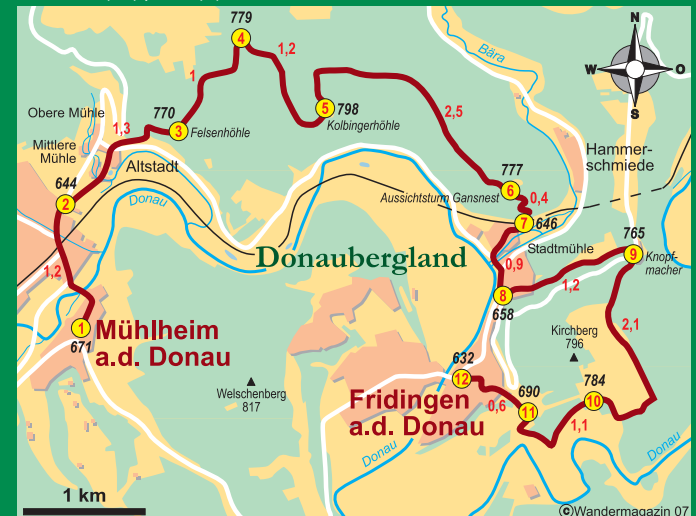 779
4
1,2
N
W
O
S
Bära
1
770
5
798
Kolbingerhöhle
Obere Mühle
1,3
3
Felsenhöhle
2,5
Mittlere
Mühle
Altstadt
Hammer-
schmiede
644
2
777
6
Aussichtsturm Gansnest
0,4
Donau
7
646
Stadtmühle
765
9
Knopf-
macher
Donaubergland
0,9
1,2
8
658
1,2
1
671
Mühlheim
a.d. Donau
2,1
Kirchberg
796
632
12
Welschenberg
817
784
10
690
11
0,6
Fridingen
a.d. Donau
1,1
Donau
Donau
1 km
©Wandermagazin 07